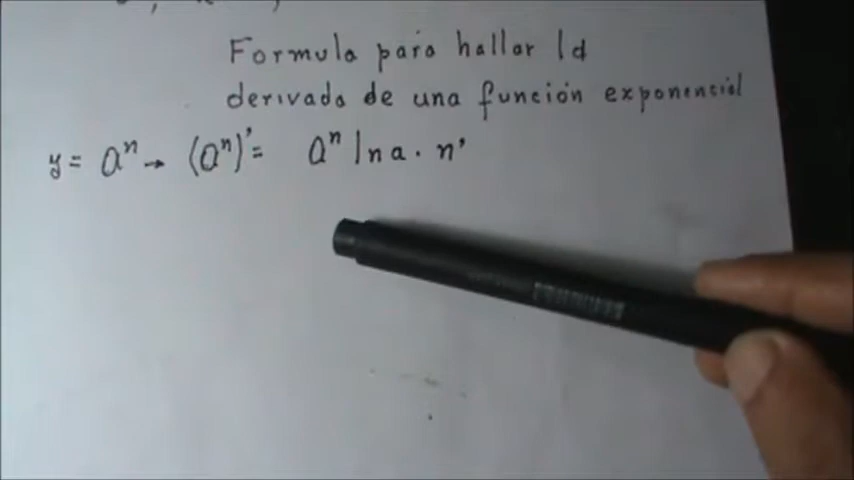 Formula para hallar la
derivada de una función exponencial
y = aⁿ → (aⁿ)' = aⁿ ln a · n'